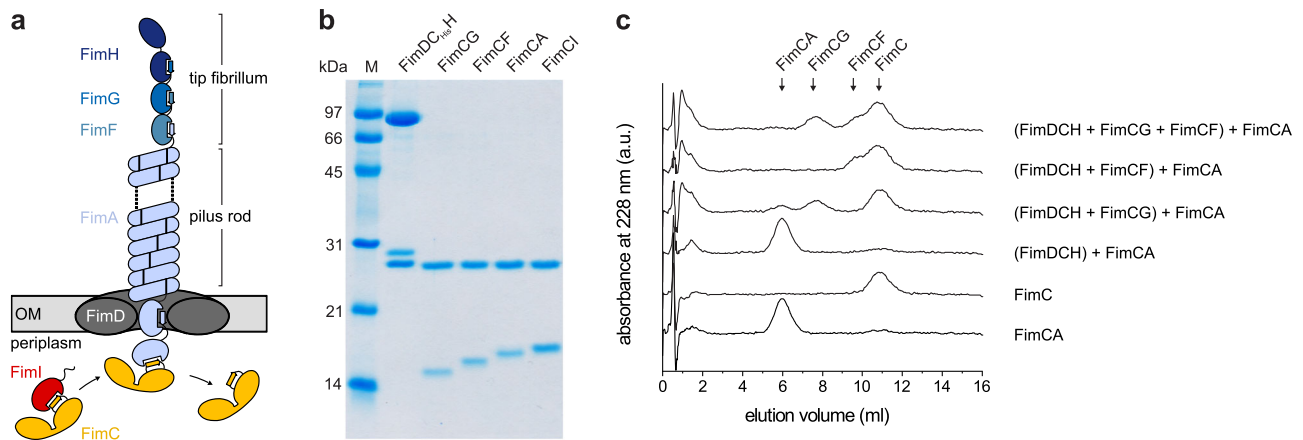 a
FimH
FimG
FimF
tip fibrillum
FimA
pilus rod
OM
FimD
periplasm
FimI
FimC
b
kDa
M
FimDC_HisH
FimCG
FimCF
FimCA
FimCI
97
66
45
31
21
14
c
FimCA
FimCG
FimCF
FimC
absorbance at 228 nm (a.u.)
(FimDCH + FimCG + FimCF) + FimCA
(FimDCH + FimCF) + FimCA
(FimDCH + FimCG) + FimCA
(FimDCH) + FimCA
FimC
FimCA
0 2 4 6 8 10 12 14 16
elution volume (ml)